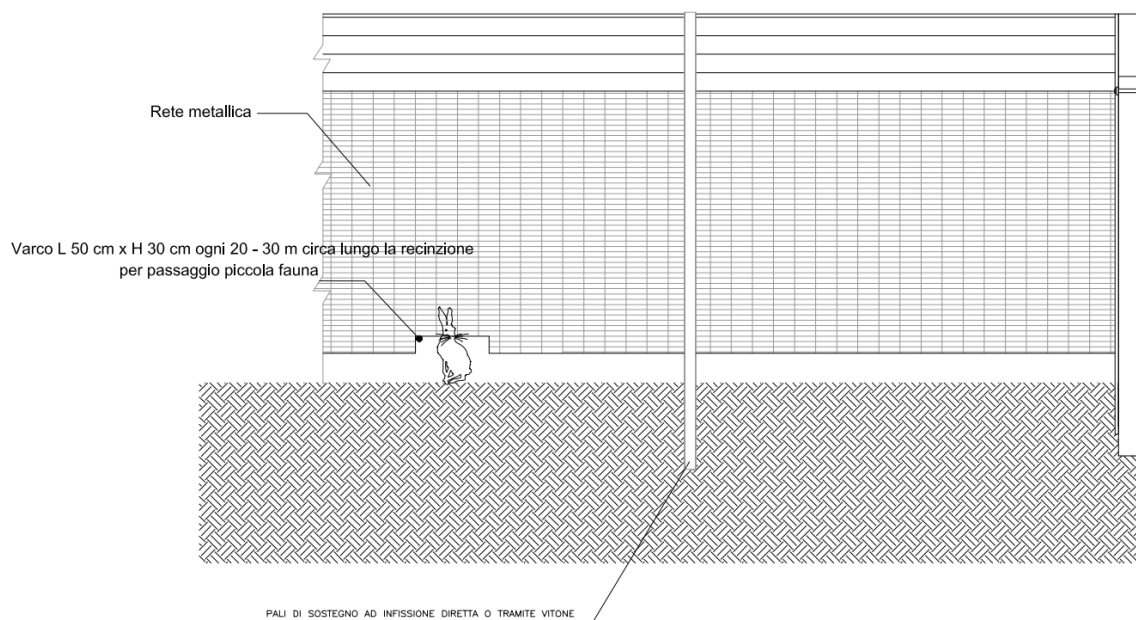 Rete metallica
Varco L 50 cm x H 30 cm ogni 20 - 30 m circa lungo la recinzione
per passaggio piccola fauna
PALI DI SOSTEGNO AD INFISSIONE DIRETTA O TRAMITE VITONE